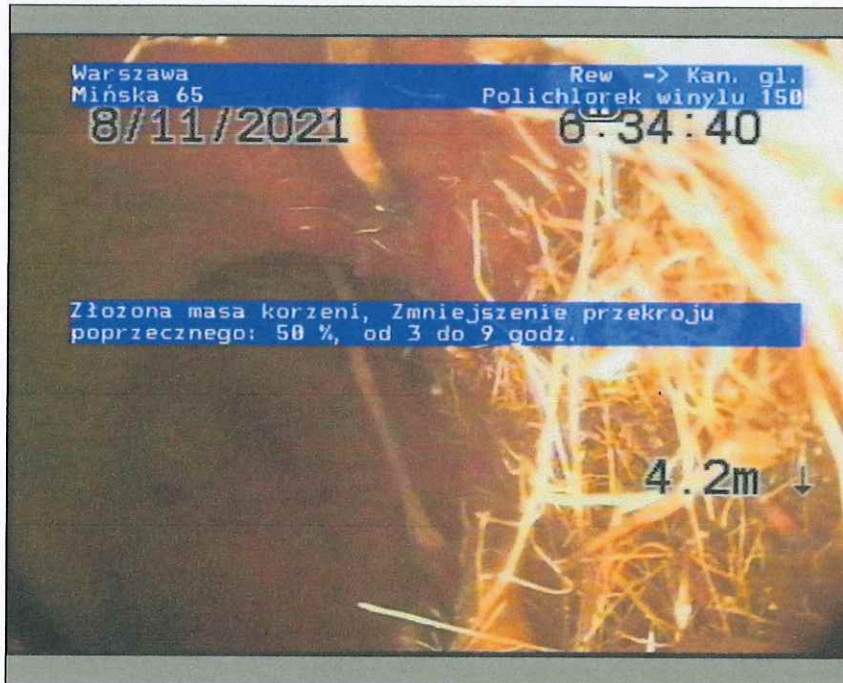 Warszawa
Rew -> Kan. gl.
Mińska 65
Polichlorek winylu 150
8/11/2021
6:34:40
Złożona masa korzeni, Zmniejszenie przekroju
poprzecznego: 50 %, od 3 do 9 godz.
4.2m ↓